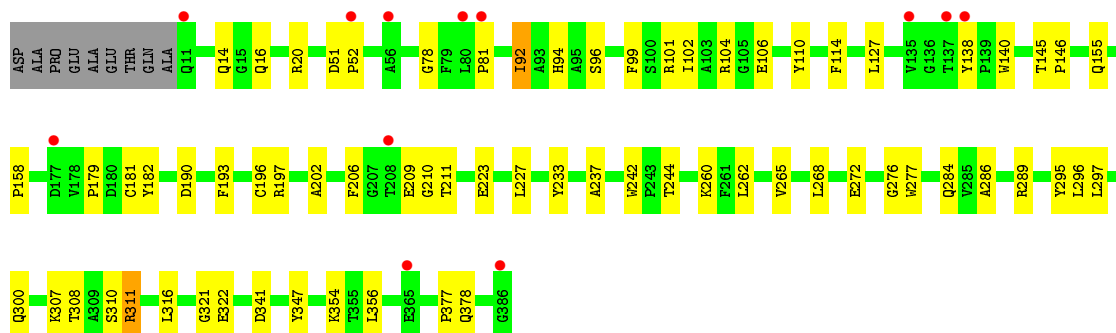 ASP ALA PRO GLU ALA GLU THR GLN ALA Q11 Q14 G15 Q16 R20 D51 P52 A56 G78 F79 L80 P81 I92 A93 H94 A95 S96 F99 S100 R101 I102 A103 R104 G105 E106 Y110 F114 L127 V135 G136 T137 Y138 P139 W140 T145 P146 Q155
P158 D177 V178 P179 D180 C181 Y182 D190 F193 C196 R197 A202 F206 G207 T208 E209 G210 T211 E223 L227 Y233 A237 W242 P243 T244 K260 F261 L262 V265 L268 E272 G276 W277 Q284 V285 A286 R289 Y295 L296 L297
Q300 K307 T308 A309 S310 R311 L316 G321 E322 D341 Y347 K354 T355 L356 E365 P377 Q378 G386